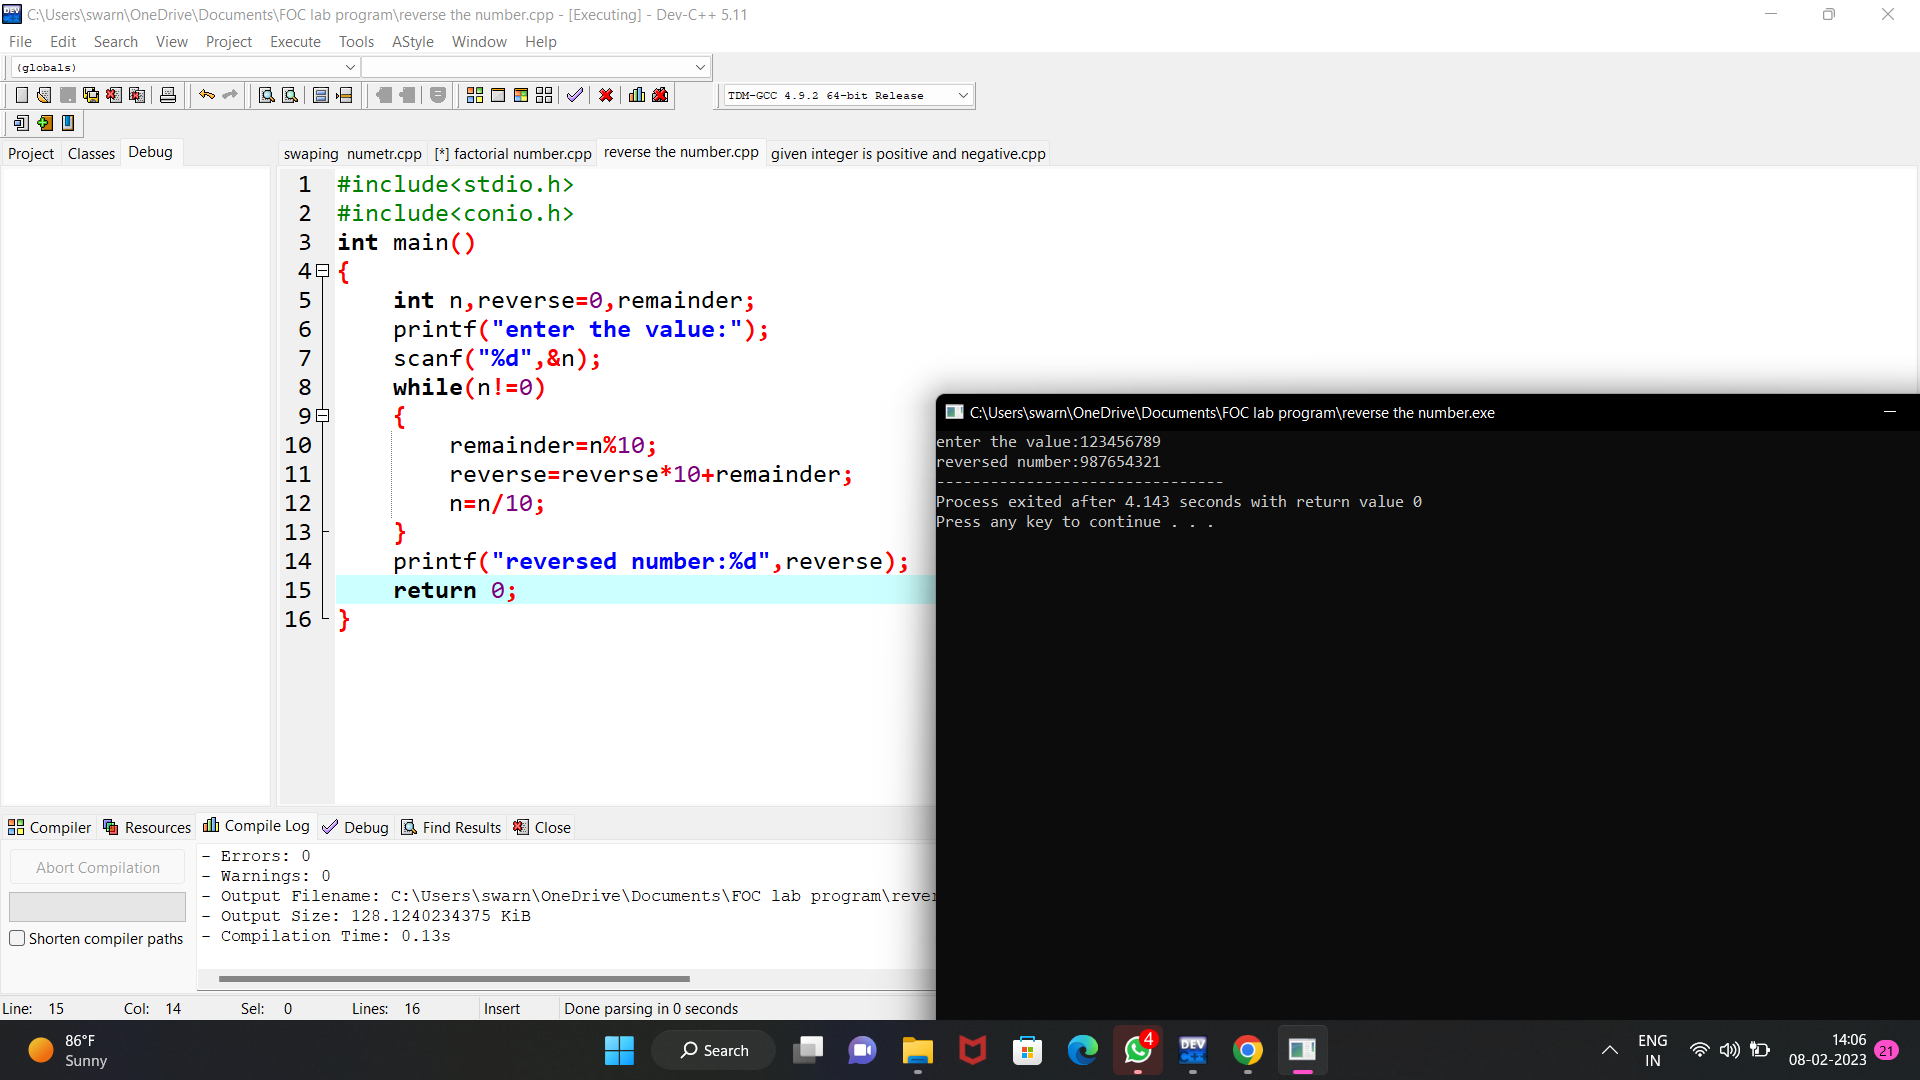 C:\Users\swarn\OneDrive\Documents\FOC lab program\reverse the number.cpp - [Executing] - Dev-C++ 5.11
File Edit Search View Project Execute Tools AStyle Window Help
(globals)
TDM-GCC 4.9.2 64-bit Release
Project Classes Debug
swaping numetr.cpp [*] factorial number.cpp reverse the number.cpp given integer is positive and negative.cpp
1 #include<stdio.h>
2 #include<conio.h>
3 int main()
4 {
5 int n,reverse=0,remainder;
6 printf("enter the value:");
7 scanf("%d",&n);
8 while(n!=0)
9 {
10 remainder=n%10;
11 reverse=reverse*10+remainder;
12 n=n/10;
13 }
14 printf("reversed number:%d",reverse);
15 return 0;
16 }
C:\Users\swarn\OneDrive\Documents\FOC lab program\reverse the number.exe
enter the value:123456789
reversed number:987654321
--------------------------------
Process exited after 4.143 seconds with return value 0
Press any key to continue . . .
Compiler Resources Compile Log Debug Find Results Close
Abort Compilation
Shorten compiler paths
- Errors: 0
- Warnings: 0
- Output Filename: C:\Users\swarn\OneDrive\Documents\FOC lab program\rever
- Output Size: 128.1240234375 KiB
- Compilation Time: 0.13s
Line: 15 Col: 14 Sel: 0 Lines: 16 Insert Done parsing in 0 seconds
86°F
Sunny
Search
4
DEV
C++
ENG
IN
14:06
08-02-2023
21